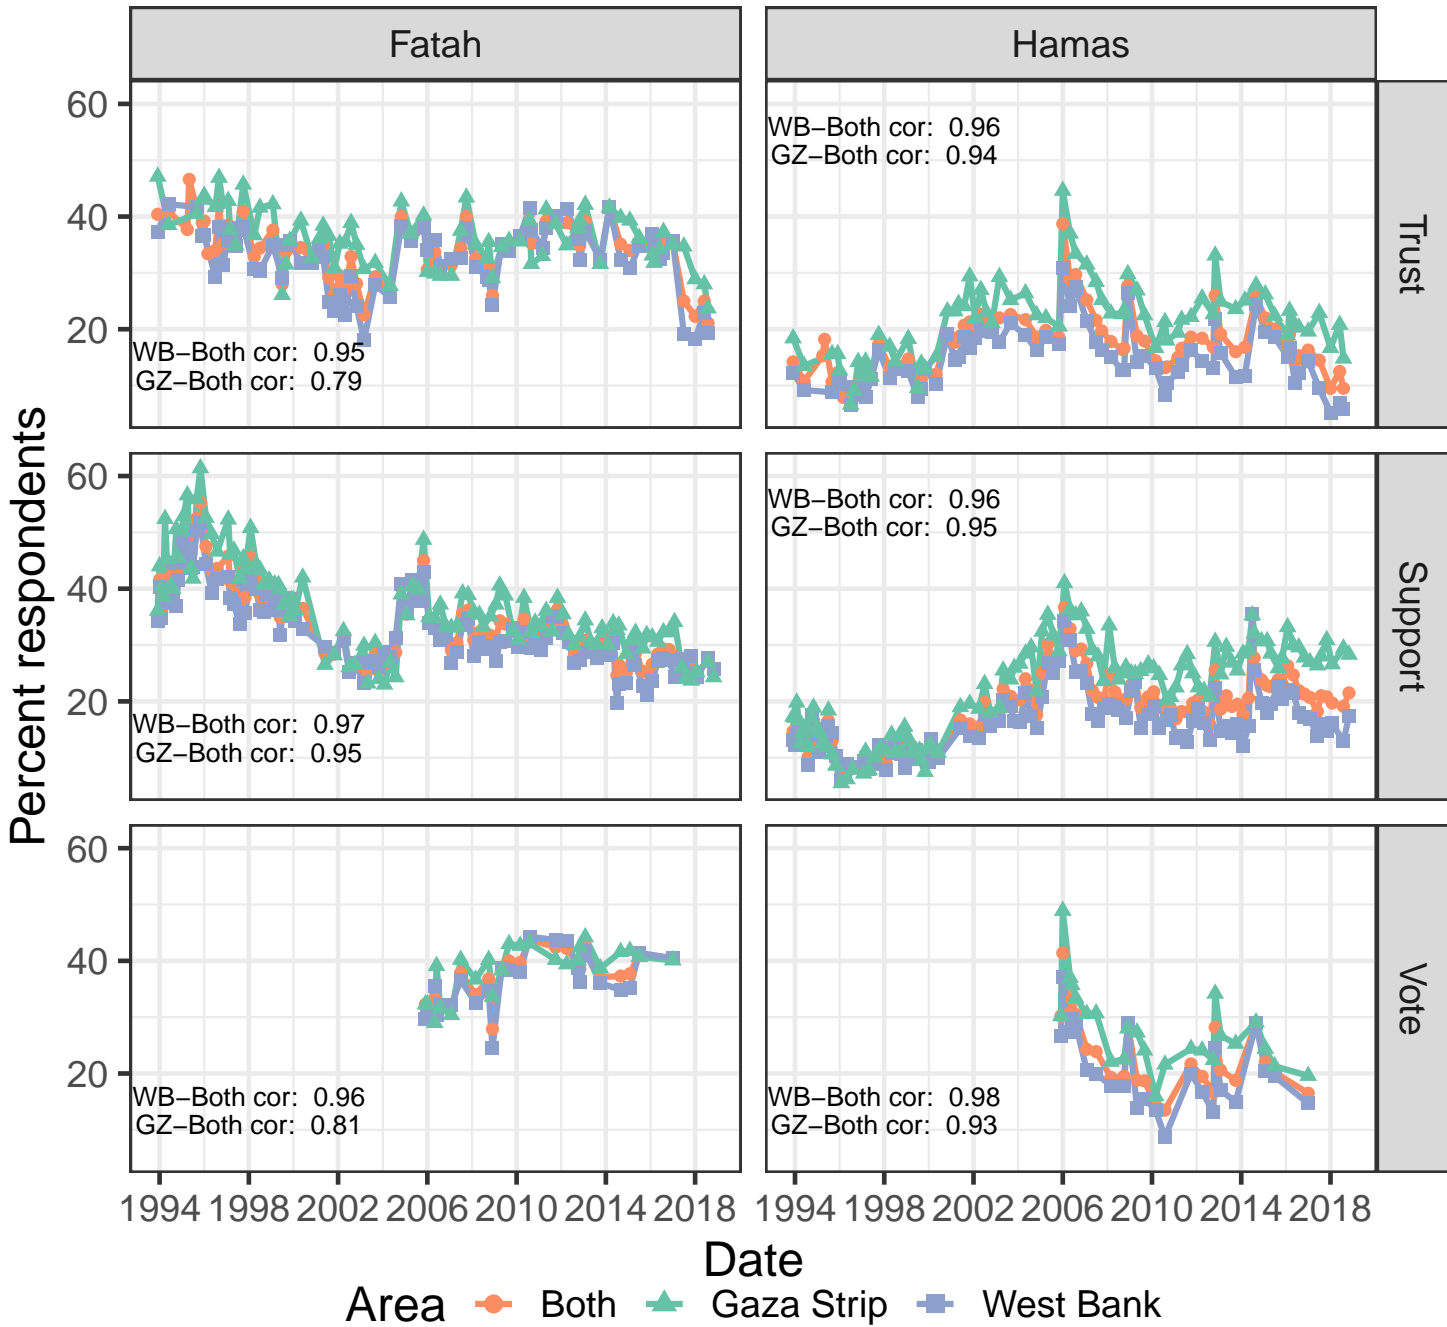 Fatah
Hamas
60
40
20
WB−Both cor: 0.95
GZ−Both cor: 0.79
WB−Both cor: 0.96
GZ−Both cor: 0.94
Trust
60
40
20
WB−Both cor: 0.97
GZ−Both cor: 0.95
WB−Both cor: 0.96
GZ−Both cor: 0.95
Support
60
40
20
WB−Both cor: 0.96
GZ−Both cor: 0.81
WB−Both cor: 0.98
GZ−Both cor: 0.93
Vote
Percent respondents
1994 1998 2002 2006 2010 2014 2018
1994 1998 2002 2006 2010 2014 2018
Date
Area Both Gaza Strip West Bank